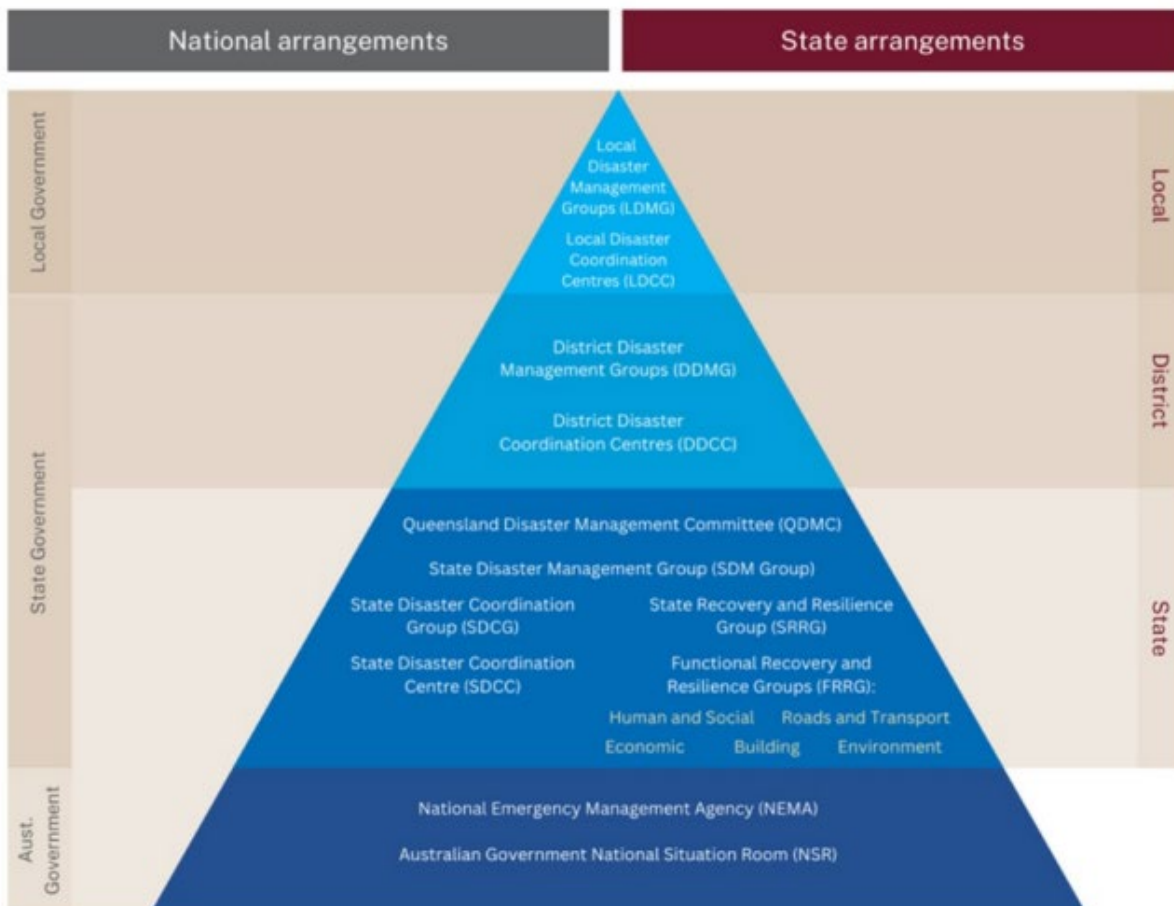 National arrangements
State arrangements
Local Government
Local
Disaster
Management
Groups (LDMG)
Local Disaster
Coordination
Centres (LDCC)
Local
State Government
District Disaster
Management Groups (DDMG)
District Disaster
Coordination Centres (DDCC)
District
Queensland Disaster Management Committee (QDMC)
State Disaster Management Group (SDM Group)
State Disaster Coordination
Group (SDCG)
State Recovery and Resilience
Group (SRRG)
State Disaster Coordination
Centre (SDCC)
Functional Recovery and
Resilience Groups (FRRG):
Human and Social
Roads and Transport
Economic
Building
Environment
State
Aust.
Government
National Emergency Management Agency (NEMA)
Australian Government National Situation Room (NSR)